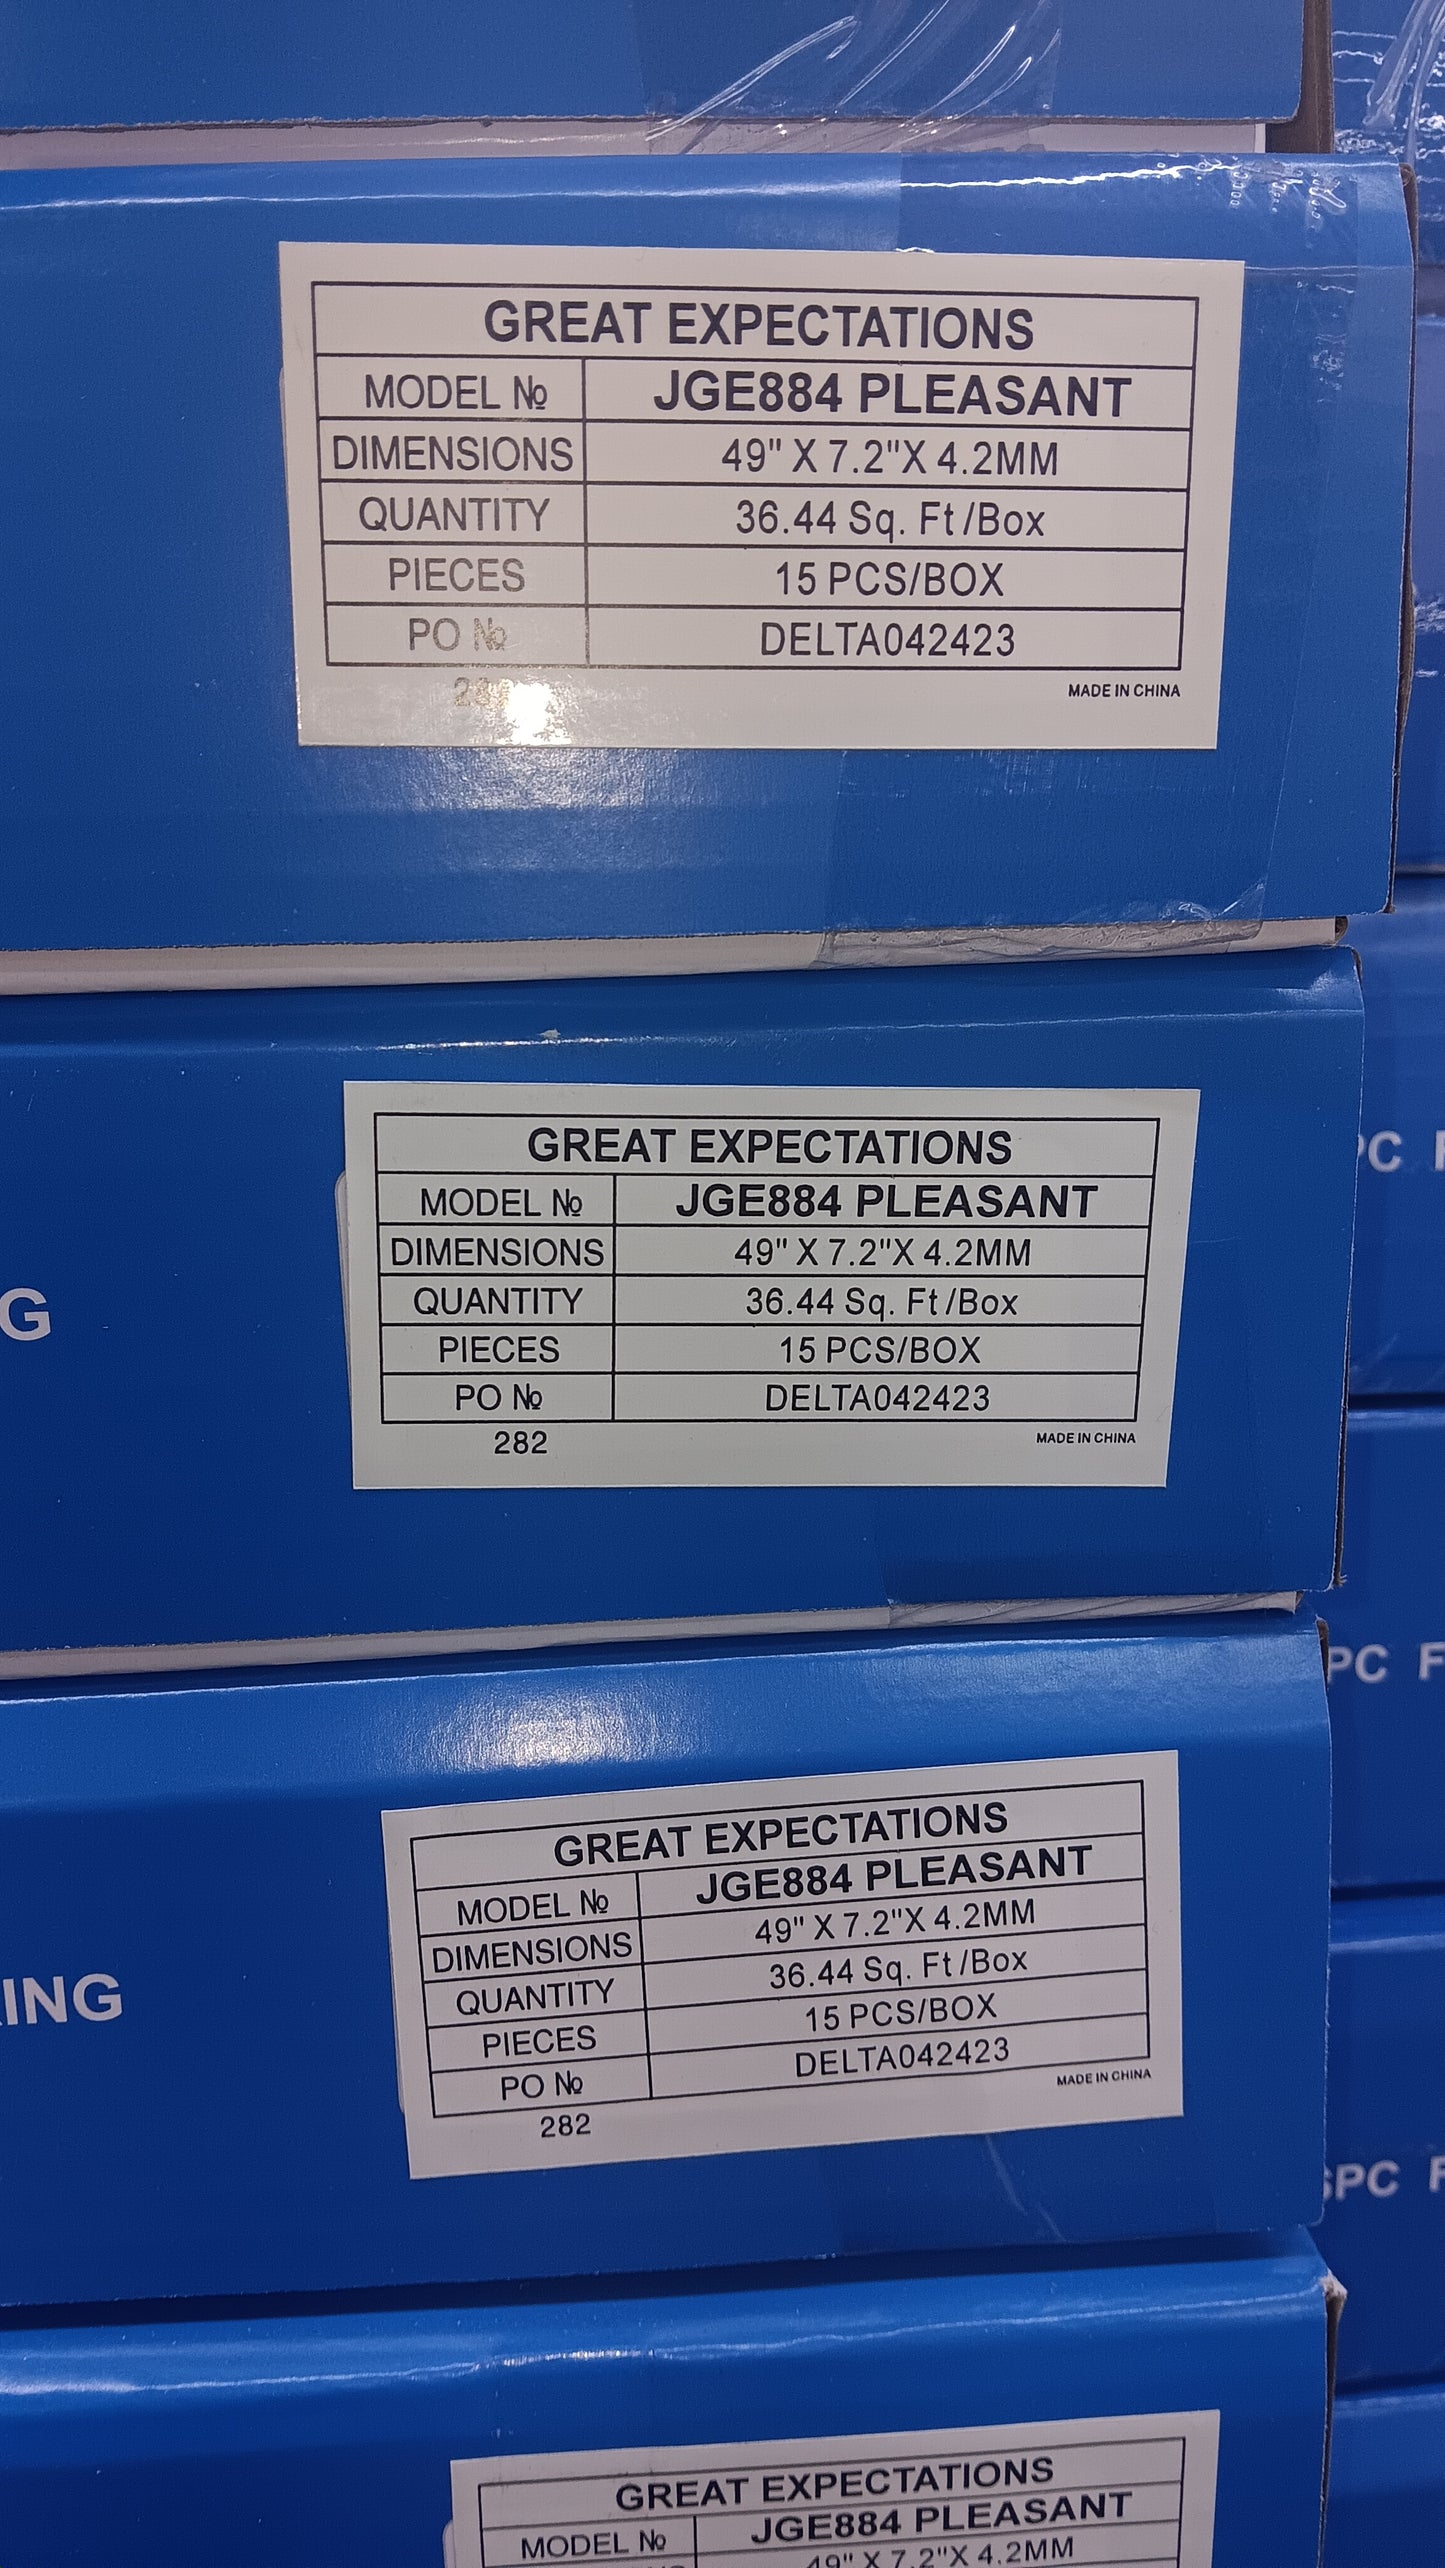 GREAT EXPECTATIONS
MODEL № JGE884 PLEASANT
DIMENSIONS 49" X 7.2"X 4.2MM
QUANTITY 36.44 Sq. Ft/Box
PIECES 15 PCS/BOX
PO № DELTA042423
MADE IN CHINA
GREAT EXPECTATIONS
MODEL № JGE884 PLEASANT
DIMENSIONS 49" X 7.2"X 4.2MM
QUANTITY 36.44 Sq. Ft/Box
PIECES 15 PCS/BOX
PO № DELTA042423
282 MADE IN CHINA
G
PC F
GREAT EXPECTATIONS
MODEL № JGE884 PLEASANT
DIMENSIONS 49" X 7.2"X 4.2MM
QUANTITY 36.44 Sq. Ft/Box
PIECES 15 PCS/BOX
PO № DELTA042423
282 MADE IN CHINA
ING
PC F
SPC F
GREAT EXPECTATIONS
MODEL № JGE884 PLEASANT
49" X 7.2"X 4.2MM